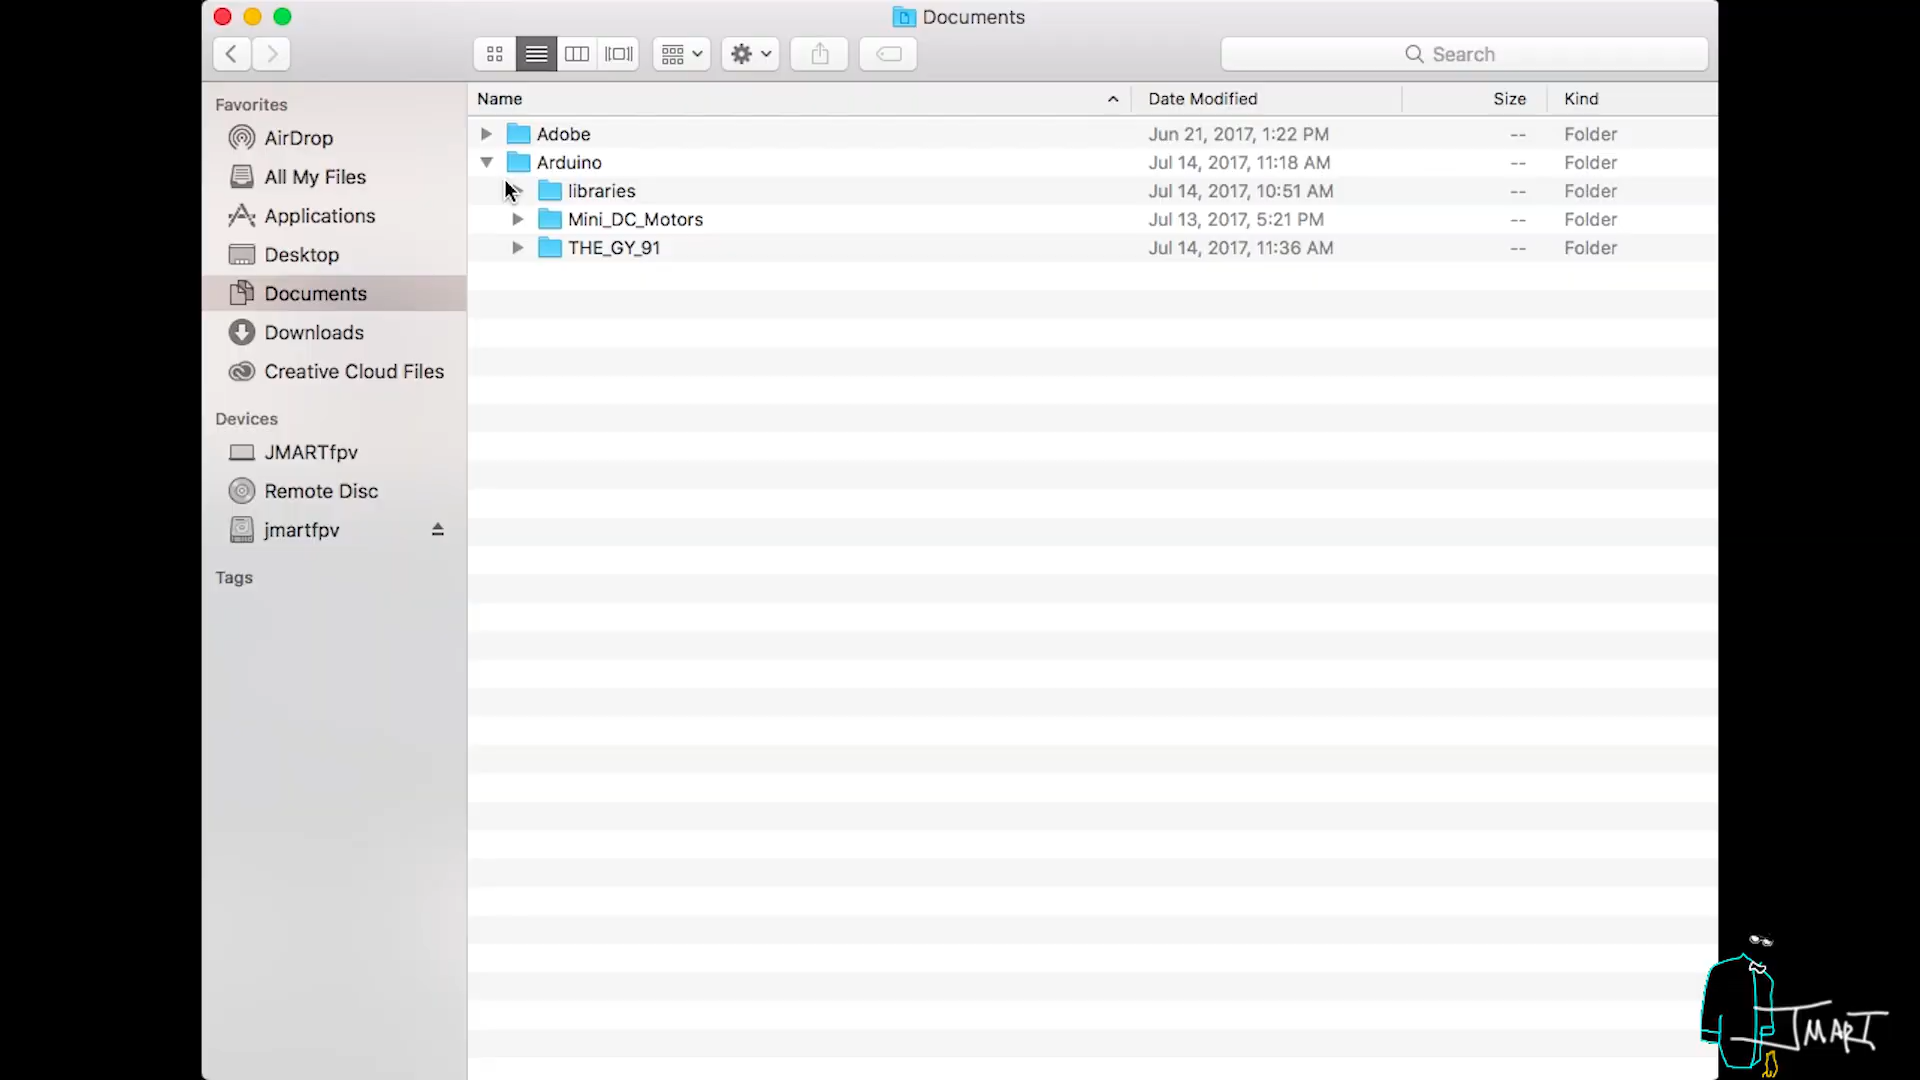 Documents
Search
Favorites
AirDrop
All My Files
Applications
Desktop
Documents
Downloads
Creative Cloud Files
Devices
JMARTfpv
Remote Disc
jmartfpv
Tags
Name Date Modified Size Kind
Adobe Jun 21, 2017, 1:22 PM -- Folder
Arduino Jul 14, 2017, 11:18 AM -- Folder
libraries Jul 14, 2017, 10:51 AM -- Folder
Mini_DC_Motors Jul 13, 2017, 5:21 PM -- Folder
THE_GY_91 Jul 14, 2017, 11:36 AM -- Folder
JMART